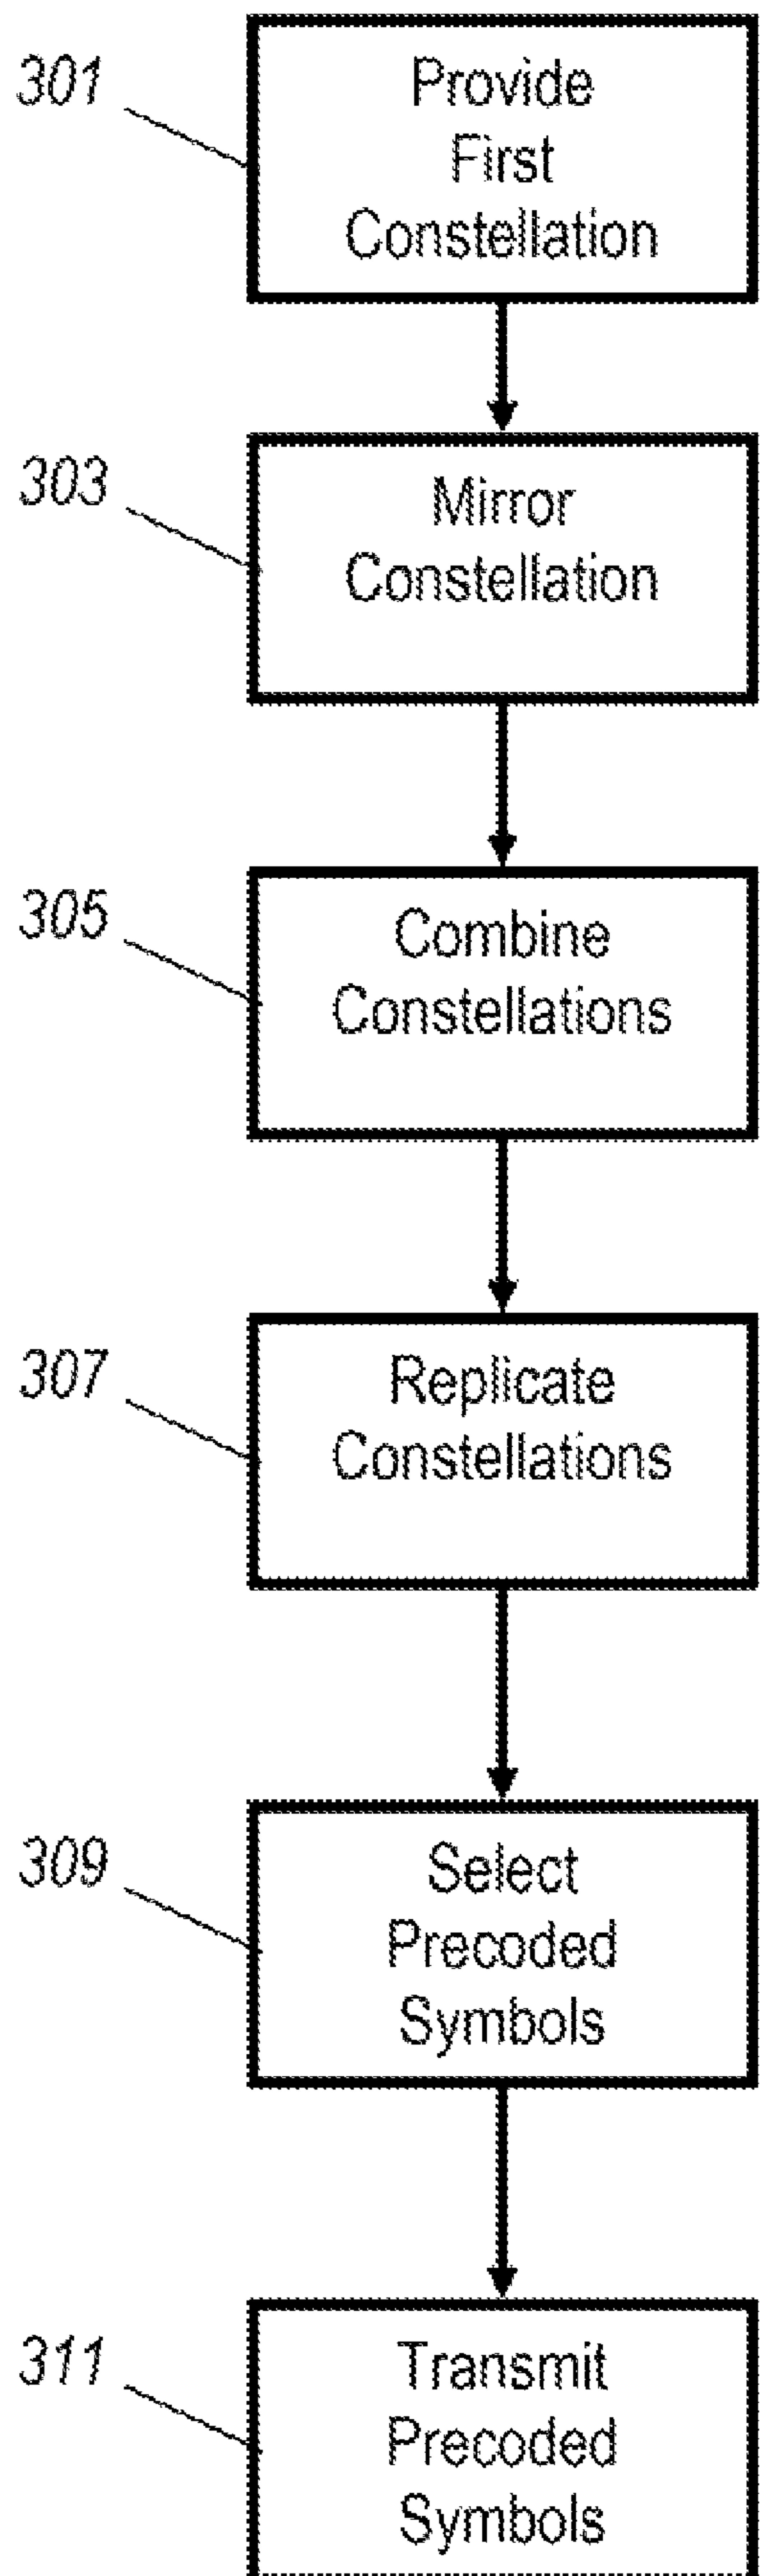 301
Provide
First
Constellation
303
Mirror
Constellation
305
Combine
Constellations
307
Replicate
Constellations
309
Select
Precoded
Symbols
311
Transmit
Precoded
Symbols